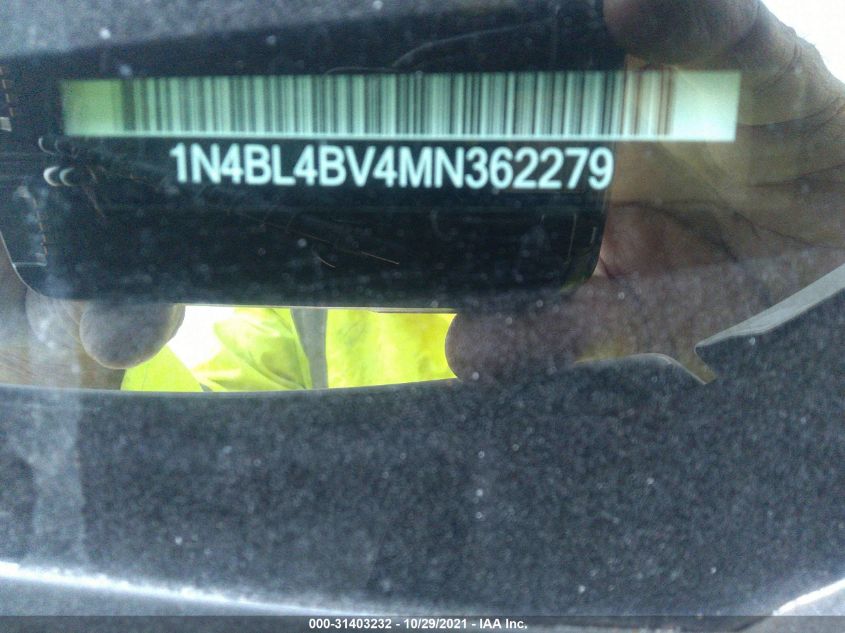 1N4BL4BV4MN362279
000-31403232 - 10/29/2021 - IAA Inc.